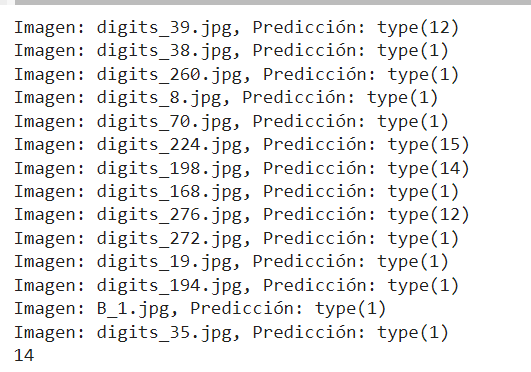 Imagen: digits_39.jpg, Predicción: type(12)
Imagen: digits_38.jpg, Predicción: type(1)
Imagen: digits_260.jpg, Predicción: type(1)
Imagen: digits_8.jpg, Predicción: type(1)
Imagen: digits_70.jpg, Predicción: type(1)
Imagen: digits_224.jpg, Predicción: type(15)
Imagen: digits_198.jpg, Predicción: type(14)
Imagen: digits_168.jpg, Predicción: type(1)
Imagen: digits_276.jpg, Predicción: type(12)
Imagen: digits_272.jpg, Predicción: type(1)
Imagen: digits_19.jpg, Predicción: type(1)
Imagen: digits_194.jpg, Predicción: type(1)
Imagen: B_1.jpg, Predicción: type(1)
Imagen: digits_35.jpg, Predicción: type(1)
14